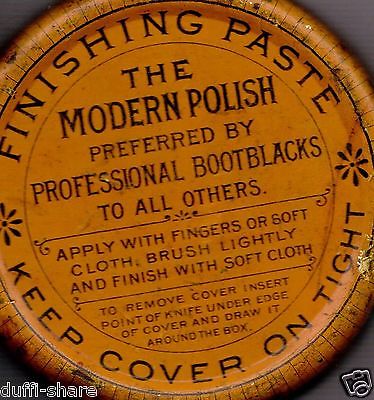 FINISHING PASTE
THE
MODERN POLISH
PREFERRED BY
PROFESSIONAL BOOTBLACKS
TO ALL OTHERS.
APPLY WITH FINGERS OR SOFT
CLOTH. BRUSH LIGHTLY
AND FINISH WITH SOFT CLOTH
TO REMOVE COVER INSERT
POINT OF KNIFE UNDER EDGE
OF COVER AND DRAW IT
AROUND THE BOX.
KEEP COVER ON TIGHT
duffi-share